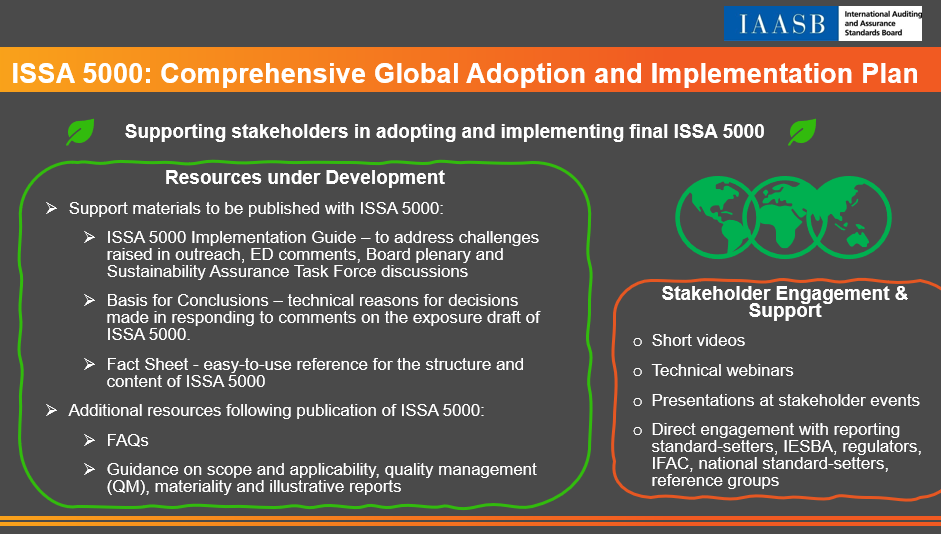 IAASB
International Auditing
and Assurance
Standards Board
ISSA 5000: Comprehensive Global Adoption and Implementation Plan
Supporting stakeholders in adopting and implementing final ISSA 5000
Resources under Development
➢ Support materials to be published with ISSA 5000:
➢ ISSA 5000 Implementation Guide – to address challenges
raised in outreach, ED comments, Board plenary and
Sustainability Assurance Task Force discussions
➢ Basis for Conclusions – technical reasons for decisions
made in responding to comments on the exposure draft of
ISSA 5000.
➢ Fact Sheet - easy-to-use reference for the structure and
content of ISSA 5000
➢ Additional resources following publication of ISSA 5000:
➢ FAQs
➢ Guidance on scope and applicability, quality management
(QM), materiality and illustrative reports
Stakeholder Engagement &
Support
o Short videos
o Technical webinars
o Presentations at stakeholder events
o Direct engagement with reporting
standard-setters, IESBA, regulators,
IFAC, national standard-setters,
reference groups